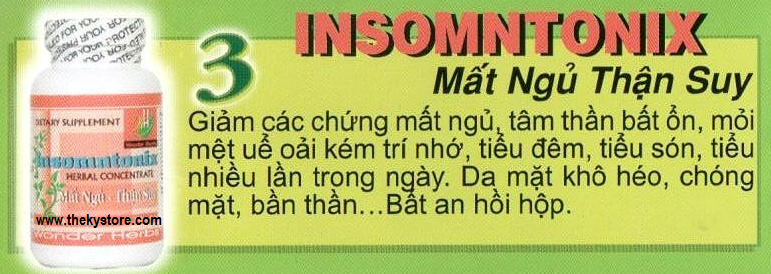 3
INSOMNTONIX
Mất Ngủ Thận Suy
Giảm các chứng mất ngủ, tâm thần bất ổn, mỏi
mệt uể oải kém trí nhớ, tiểu đêm, tiểu són, tiểu
nhiều lần trong ngày. Da mặt khô héo, chóng
mặt, bần thần...Bất an hồi hộp.
DIETARY SUPPLEMENT
Wonder Herbs
Insomntonix
HERBAL CONCENTRATE
Mất Ngủ - Thận Suy
www.thekystore.com
Wonder Herbs